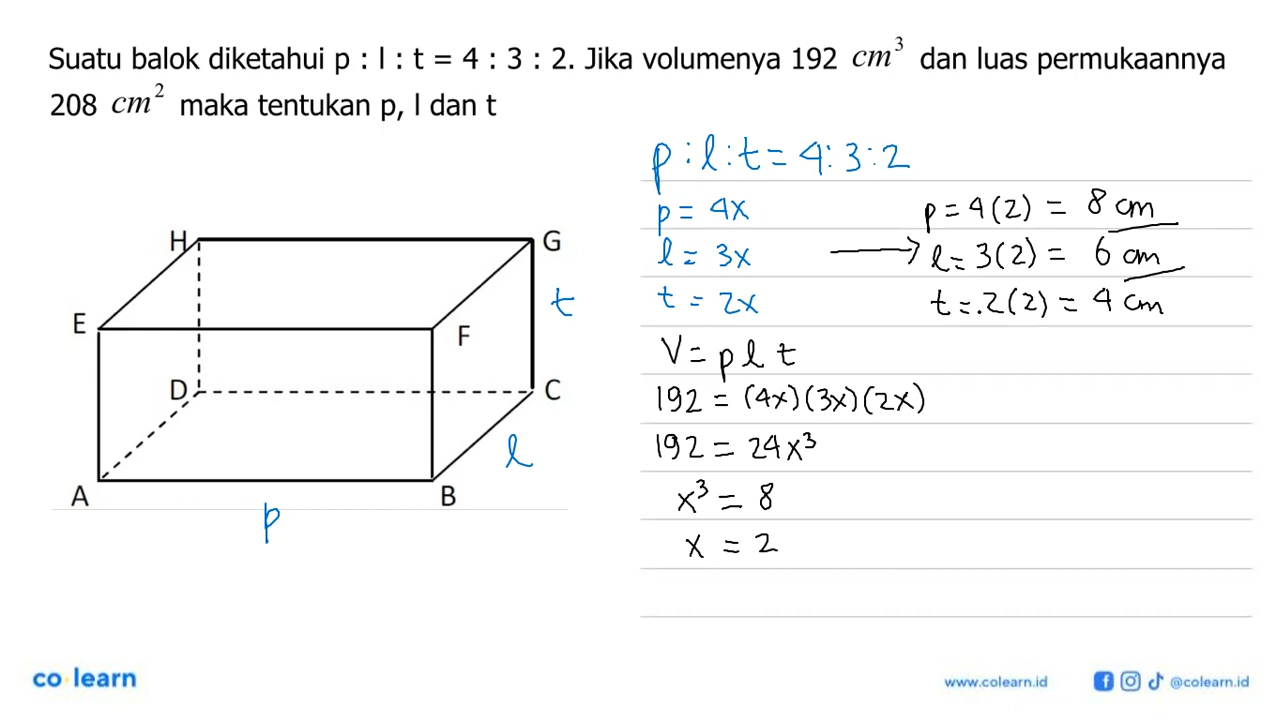 Suatu balok diketahui p : l : t = 4 : 3 : 2. Jika volumenya 192 cm³ dan luas permukaannya
208 cm² maka tentukan p, l dan t
p : l : t = 4 : 3 : 2
p = 4x
p = 4(2) = 8 cm
l = 3x
⟶ l = 3(2) = 6 cm
t = 2x
t = .2(2) = 4 cm
V = p l t
192 = (4x)(3x)(2x)
192 = 24x³
x³ = 8
x = 2
H
G
t
E
F
D
C
l
A
B
p
co learn
www.colearn.id
@colearn.id